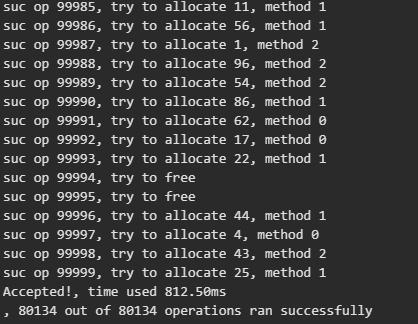 suc op 99985, try to allocate 11, method 1
suc op 99986, try to allocate 56, method 1
suc op 99987, try to allocate 1, method 2
suc op 99988, try to allocate 96, method 2
suc op 99989, try to allocate 54, method 2
suc op 99990, try to allocate 86, method 1
suc op 99991, try to allocate 62, method 0
suc op 99992, try to allocate 17, method 0
suc op 99993, try to allocate 22, method 1
suc op 99994, try to free
suc op 99995, try to free
suc op 99996, try to allocate 44, method 1
suc op 99997, try to allocate 4, method 0
suc op 99998, try to allocate 43, method 2
suc op 99999, try to allocate 25, method 1
Accepted!, time used 812.50ms
, 80134 out of 80134 operations ran successfully